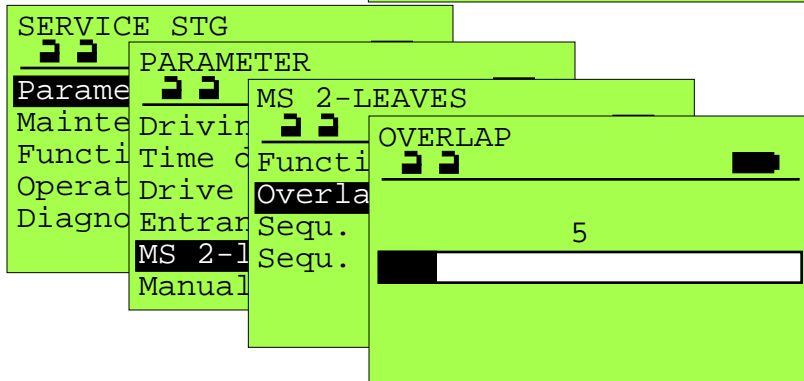 SERVICE STG
Parame
Mainte
Functi
Operat
Diagno
PARAMETER
Drivin
Time d
Drive
Entran
MS 2-l
Manual
MS 2-LEAVES
Functi
Overla
Sequ.
Sequ.
OVERLAP
5